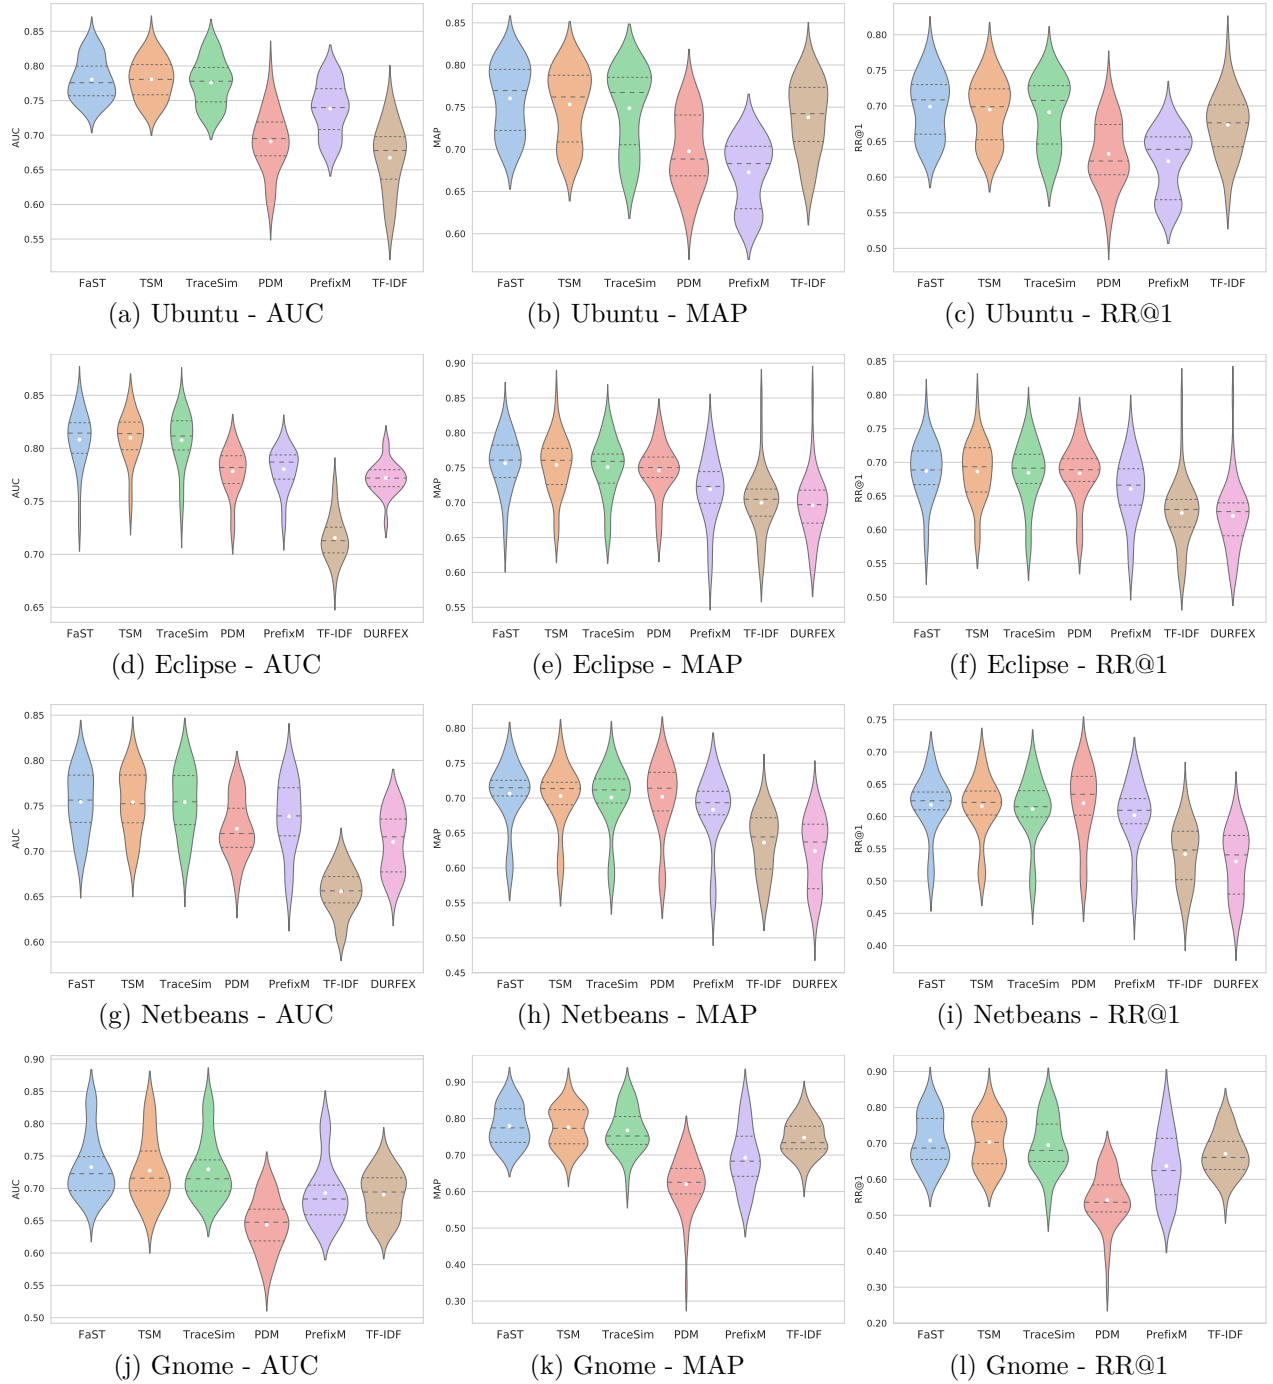 0.85
0.80
0.75
0.70
0.65
0.60
0.55
AUC
FaST TSM TraceSim PDM PrefixM TF-IDF
(a) Ubuntu - AUC
0.85
0.80
0.75
0.70
0.65
0.60
MAP
FaST TSM TraceSim PDM PrefixM TF-IDF
(b) Ubuntu - MAP
0.80
0.75
0.70
0.65
0.60
0.55
0.50
RR@1
FaST TSM TraceSim PDM PrefixM TF-IDF
(c) Ubuntu - RR@1
0.85
0.80
0.75
0.70
0.65
AUC
FaST TSM TraceSim PDM PrefixM TF-IDF DURFEX
(d) Eclipse - AUC
0.90
0.85
0.80
0.75
0.70
0.65
0.60
0.55
MAP
FaST TSM TraceSim PDM PrefixM TF-IDF DURFEX
(e) Eclipse - MAP
0.85
0.80
0.75
0.70
0.65
0.60
0.55
0.50
RR@1
FaST TSM TraceSim PDM PrefixM TF-IDF DURFEX
(f) Eclipse - RR@1
0.85
0.80
0.75
0.70
0.65
0.60
AUC
FaST TSM TraceSim PDM PrefixM TF-IDF DURFEX
(g) Netbeans - AUC
0.80
0.75
0.70
0.65
0.60
0.55
0.50
0.45
MAP
FaST TSM TraceSim PDM PrefixM TF-IDF DURFEX
(h) Netbeans - MAP
0.75
0.70
0.65
0.60
0.55
0.50
0.45
0.40
RR@1
FaST TSM TraceSim PDM PrefixM TF-IDF DURFEX
(i) Netbeans - RR@1
0.90
0.85
0.80
0.75
0.70
0.65
0.60
0.55
0.50
AUC
FaST TSM TraceSim PDM PrefixM TF-IDF
(j) Gnome - AUC
0.90
0.80
0.70
0.60
0.50
0.40
0.30
MAP
FaST TSM TraceSim PDM PrefixM TF-IDF
(k) Gnome - MAP
0.90
0.80
0.70
0.60
0.50
0.40
0.30
0.20
RR@1
FaST TSM TraceSim PDM PrefixM TF-IDF
(l) Gnome - RR@1